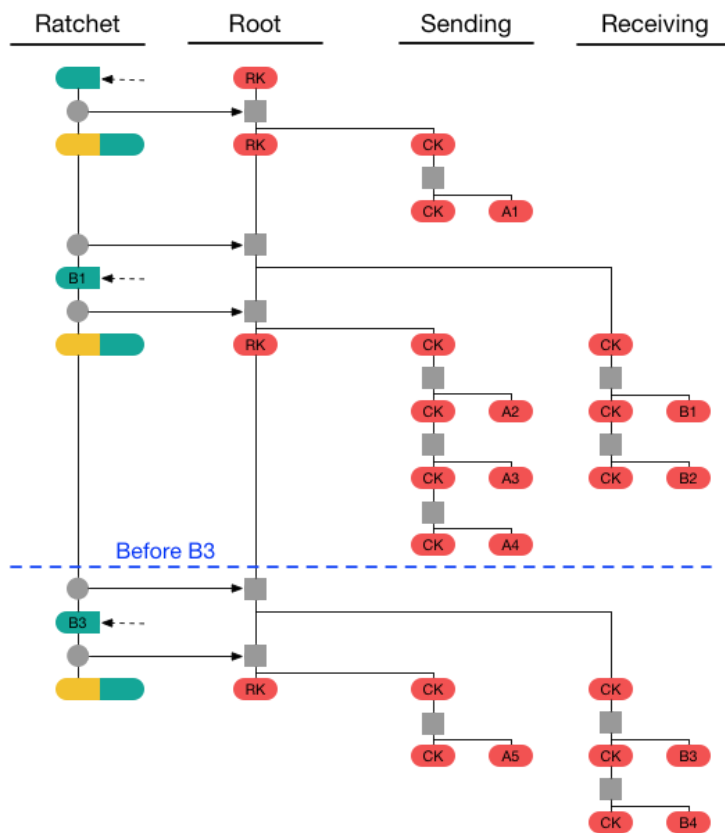 Ratchet Root Sending Receiving
RK
RK CK
CK A1
B1
RK CK CK
CK A2 CK B1
CK A3 CK B2
CK A4
Before B3
B3
RK CK CK
CK A5 CK B3
CK B4